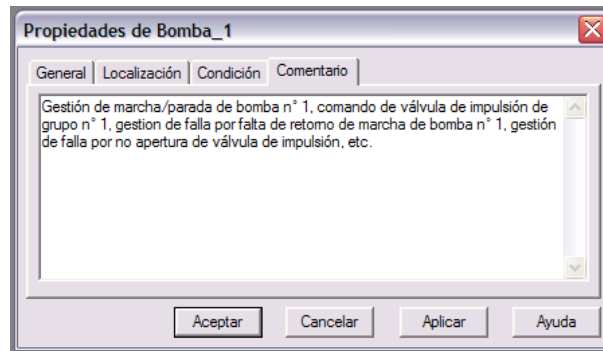 Propiedades de Bomba_1
General Localización Condición Comentario
Gestión de marcha/parada de bomba n° 1, comando de válvula de impulsión de
grupo n° 1, gestion de falla por falta de retorno de marcha de bomba n° 1, gestión
de falla por no apertura de válvula de impulsión, etc.
Aceptar Cancelar Aplicar Ayuda